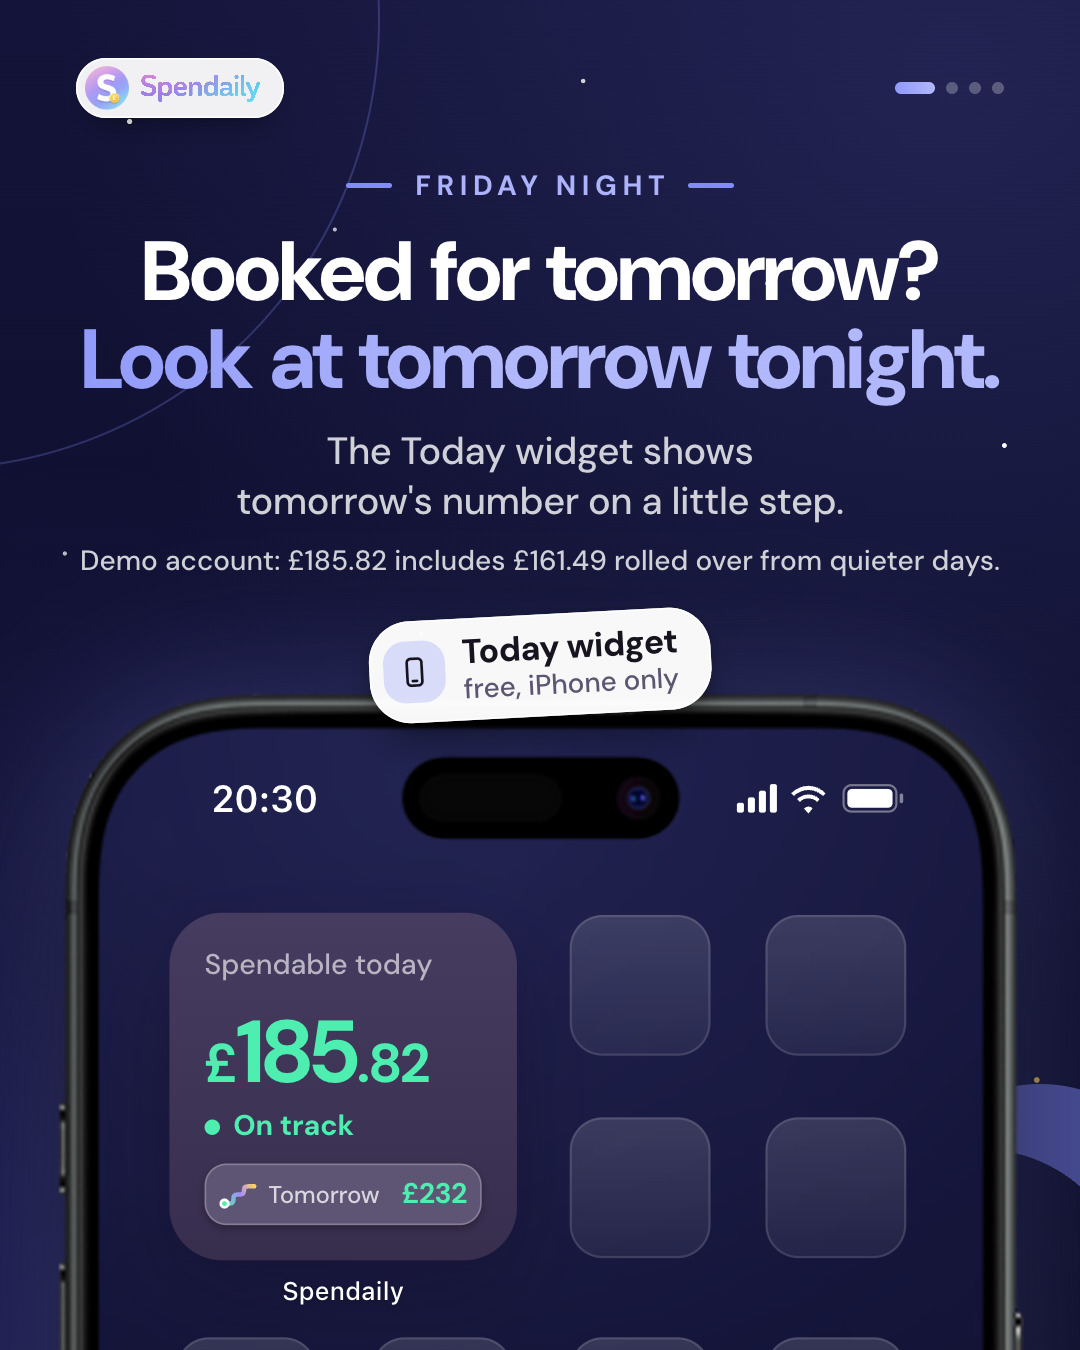 Spendaily
FRIDAY NIGHT
Booked for tomorrow?
Look at tomorrow tonight.
The Today widget shows
tomorrow's number on a little step.
Demo account: £185.82 includes £161.49 rolled over from quieter days.
Today widget
free, iPhone only
20:30
Spendable today
£185.82
On track
Tomorrow £232
Spendaily